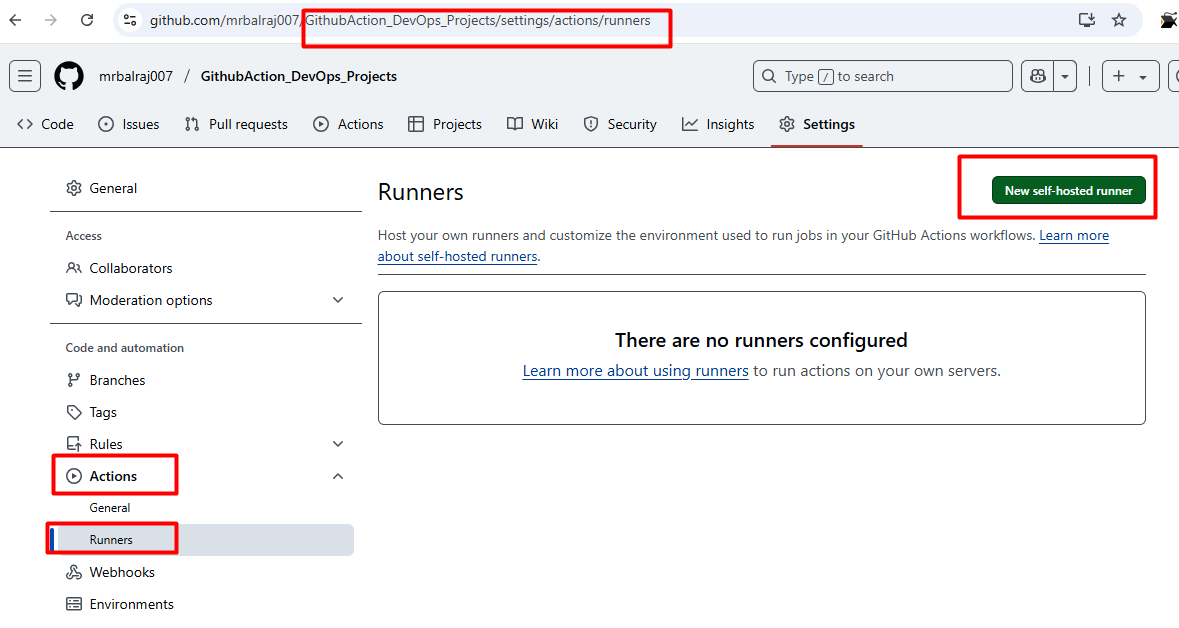 github.com/mrbalraj007/GithubAction_DevOps_Projects/settings/actions/runners
mrbalraj007 / GithubAction_DevOps_Projects
Type / to search
Code Issues Pull requests Actions Projects Wiki Security Insights Settings
General
Access
Collaborators
Moderation options
Code and automation
Branches
Tags
Rules
Actions
General
Runners
Webhooks
Environments
Runners
New self-hosted runner
Host your own runners and customize the environment used to run jobs in your GitHub Actions workflows. Learn more
about self-hosted runners.
There are no runners configured
Learn more about using runners to run actions on your own servers.